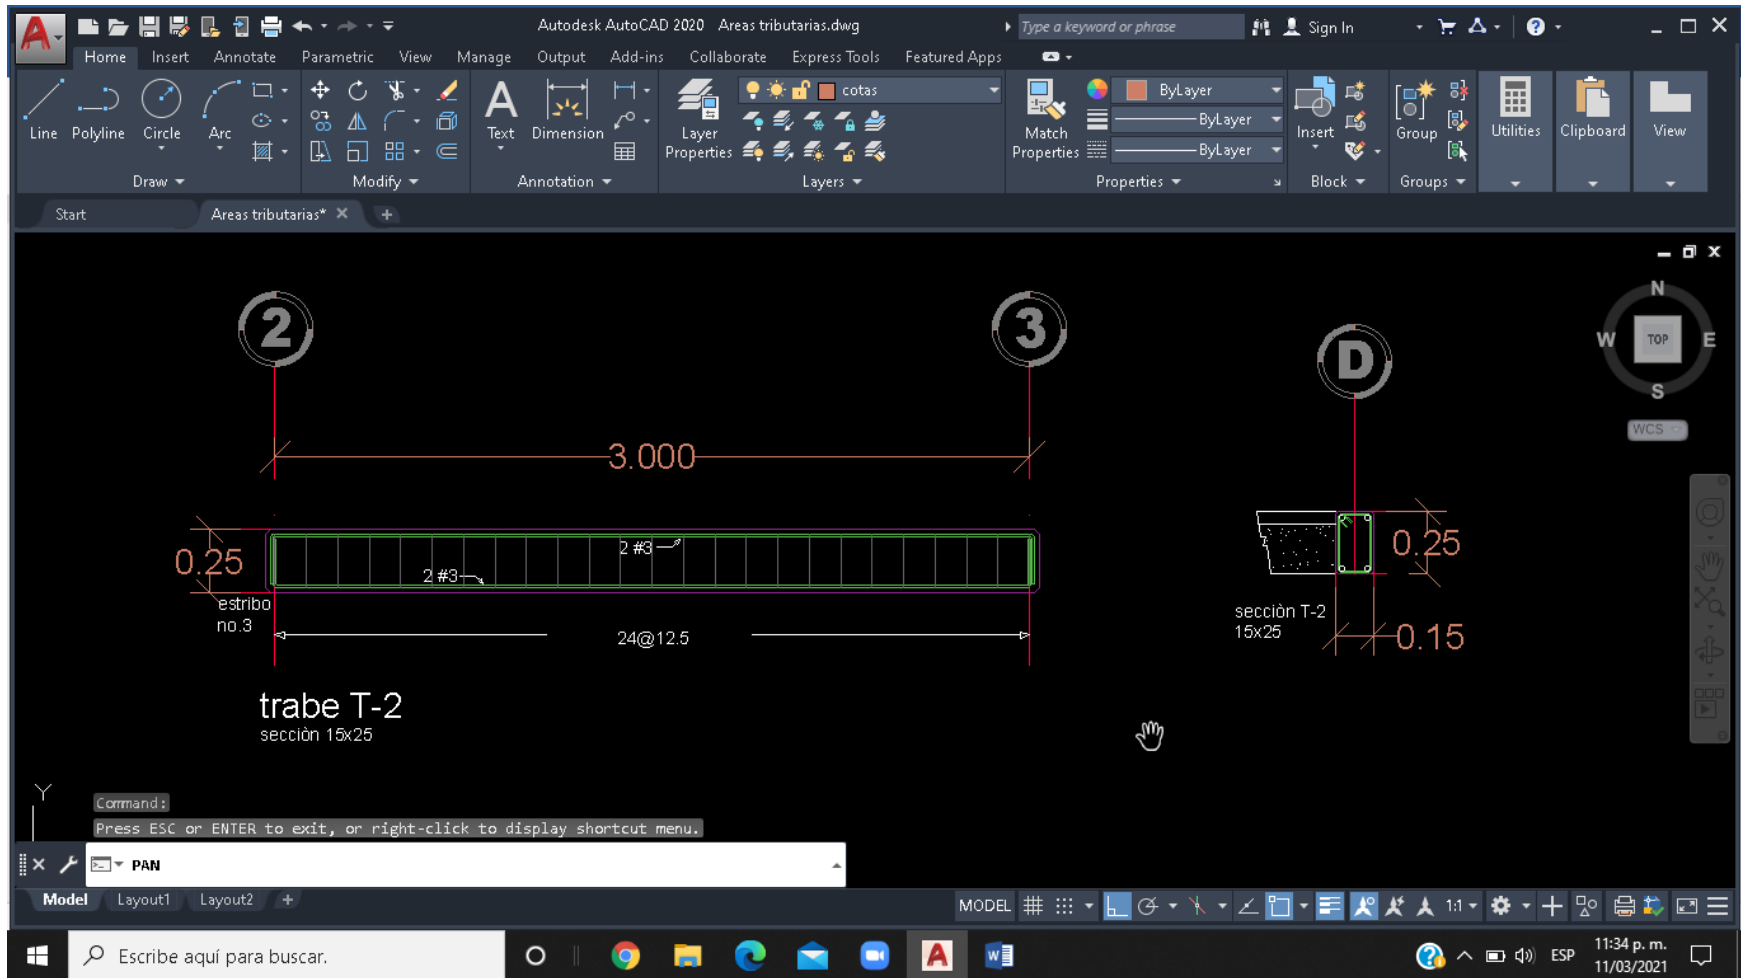 Autodesk AutoCAD 2020 Areas tributarias.dwg
Type a keyword or phrase
Sign In
Home Insert Annotate Parametric View Manage Output Add-ins Collaborate Express Tools Featured Apps
Line Polyline Circle Arc
Text Dimension
Layer Properties
cotas
Match Properties
ByLayer
ByLayer
ByLayer
Insert
Group
Utilities
Clipboard
View
Draw Modify Annotation Layers Properties Block Groups
Start Areas tributarias* +
N
W TOP E
S
WCS
2 3 D
3.000
0.25
2 #3
2 #3
0.25
estribo
no.3
24@12.5
secciòn T-2
15x25
0.15
trabe T-2
secciòn 15x25
Y
Command:
Press ESC or ENTER to exit, or right-click to display shortcut menu.
PAN
Model Layout1 Layout2 +
MODEL 1:1
Escribe aquí para buscar.
ESP
11:34 p. m.
11/03/2021